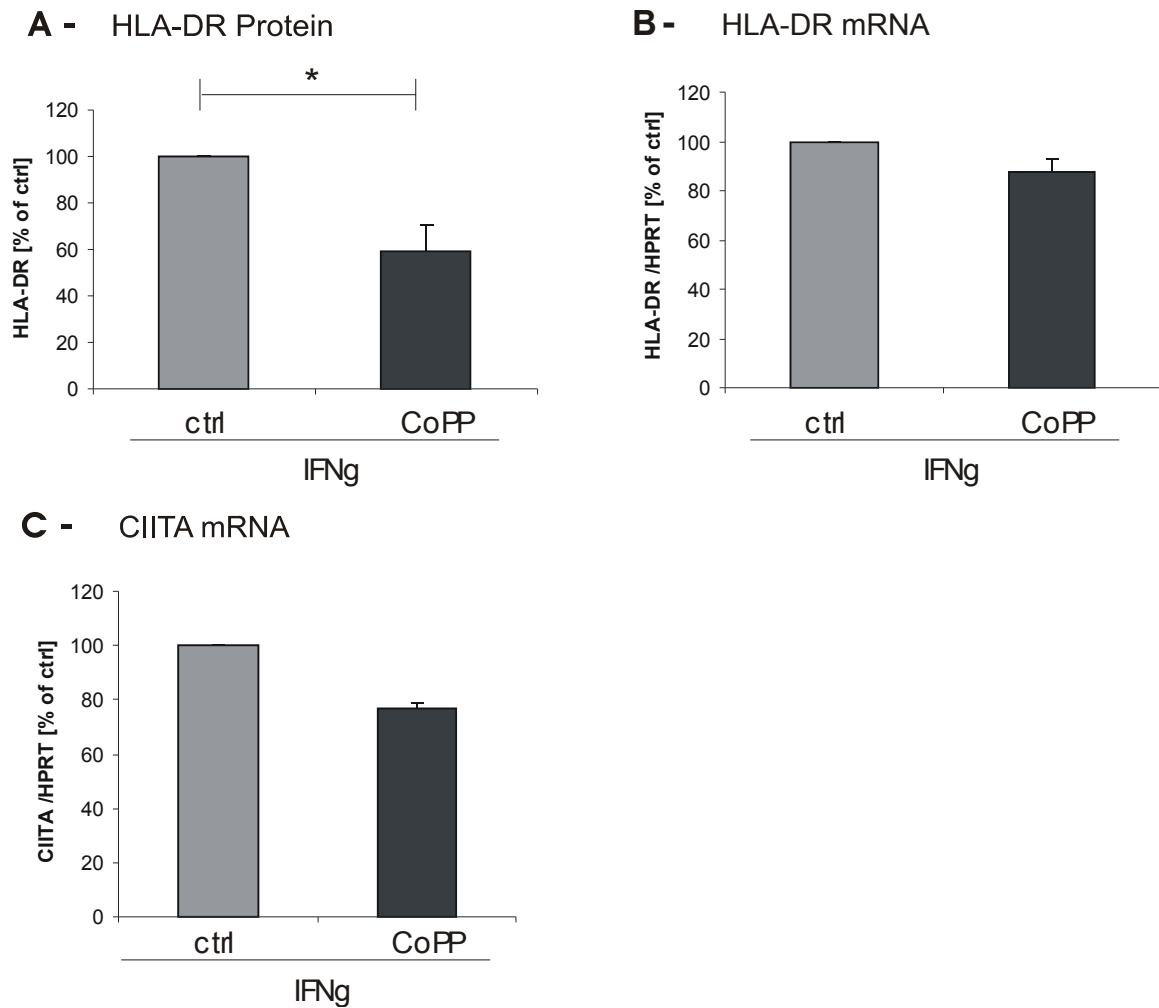 A - HLA-DR Protein
*
HLA-DR [% of ctrl]
120
100
80
60
40
20
0
ctrl CoPP
IFNg
B - HLA-DR mRNA
HLA-DR /HPRT [% of ctrl]
120
100
80
60
40
20
0
ctrl CoPP
IFNg
C - CIITA mRNA
CIITA /HPRT [% of ctrl]
120
100
80
60
40
20
0
ctrl CoPP
IFNg